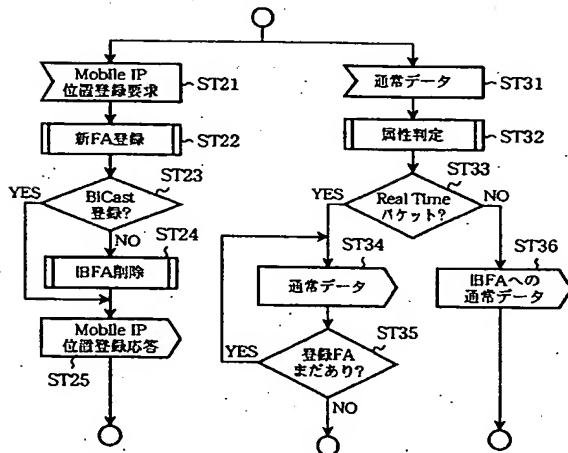 Mobile IP
位置登録要求
ST21
新FA登録
ST22
ST23
YES
BiCast
登録?
NO
ST24
旧FA削除
Mobile IP
位置登録応答
ST25
通常データ
ST31
属性判定
ST32
ST33
YES
Real Time
パケット?
NO
ST34
通常データ
ST35
YES
登録FA
まだあり?
NO
ST36
旧FAへの
通常データ